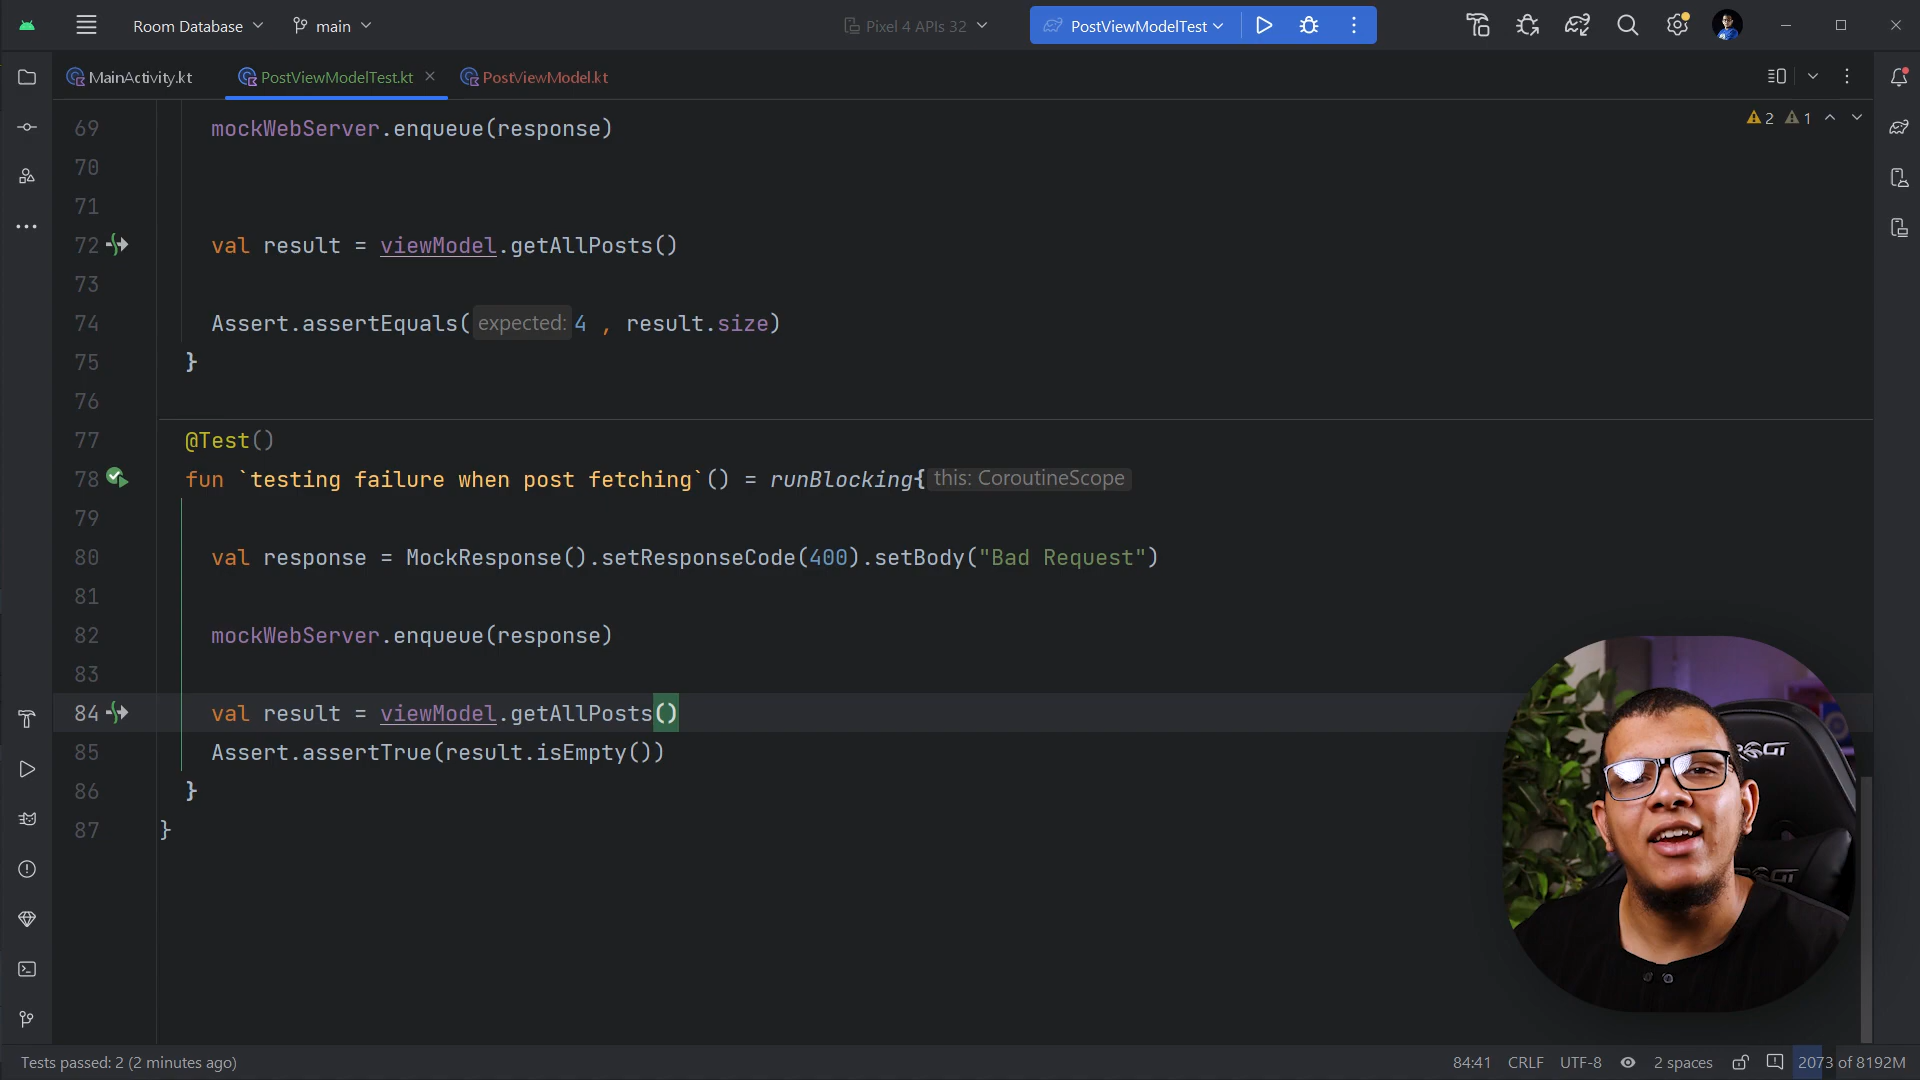 Room Database main Pixel 4 APIs 32 PostViewModelTest
MainActivity.kt PostViewModelTest.kt PostViewModel.kt
2 1
69 mockWebServer.enqueue(response)
70
71
72 val result = viewModel.getAllPosts()
73
74 Assert.assertEquals( expected: 4 , result.size)
75 }
76
77 @Test()
78 fun `testing failure when post fetching`() = runBlocking{ this: CoroutineScope
79
80 val response = MockResponse().setResponseCode(400).setBody("Bad Request")
81
82 mockWebServer.enqueue(response)
83
84 val result = viewModel.getAllPosts()
85 Assert.assertTrue(result.isEmpty())
86 }
87 }
Tests passed: 2 (2 minutes ago) 84:41 CRLF UTF-8 2 spaces 2073 of 8192M